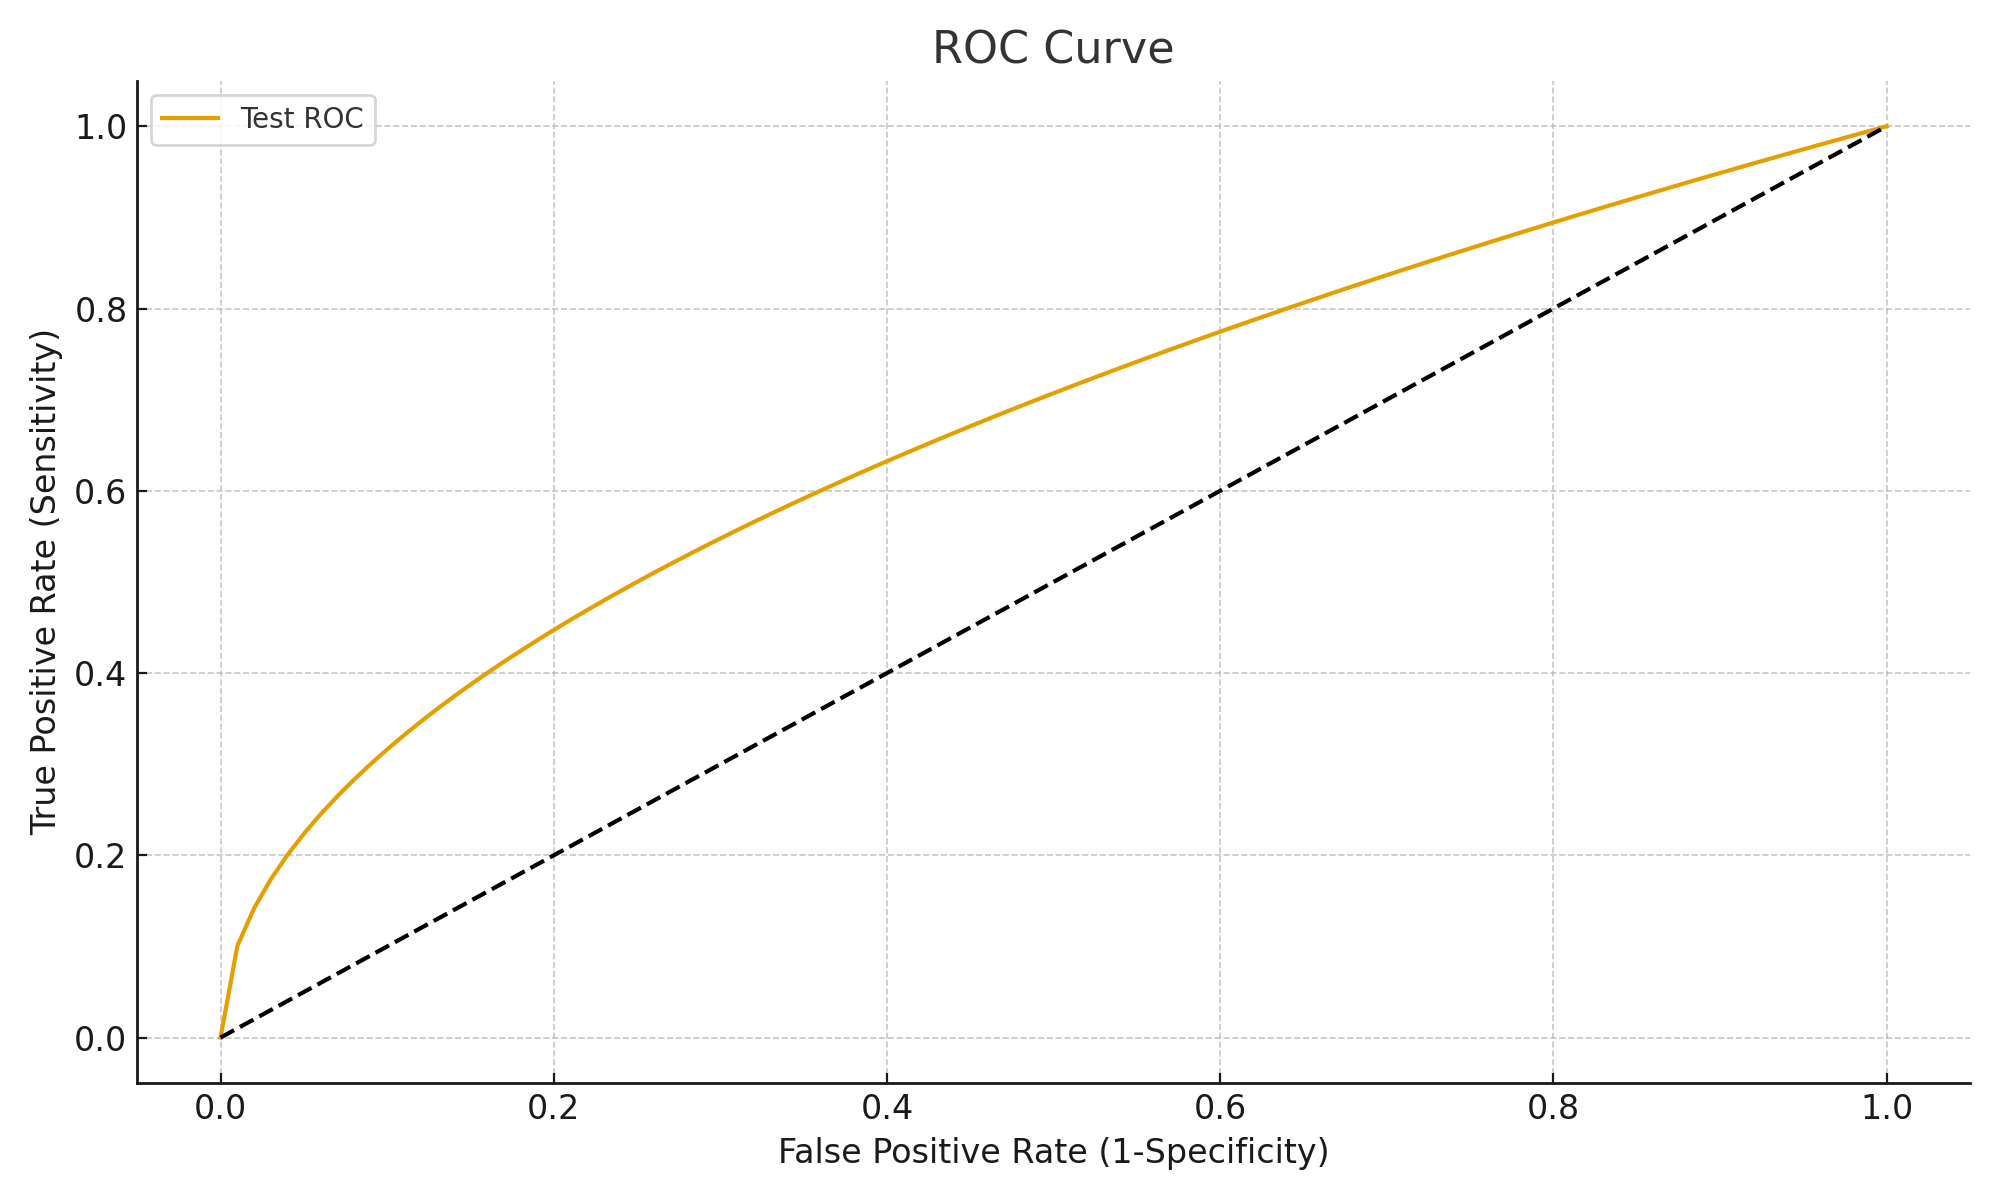 ROC Curve
Test ROC
True Positive Rate (Sensitivity)
1.0
0.8
0.6
0.4
0.2
0.0
0.0 0.2 0.4 0.6 0.8 1.0
False Positive Rate (1-Specificity)